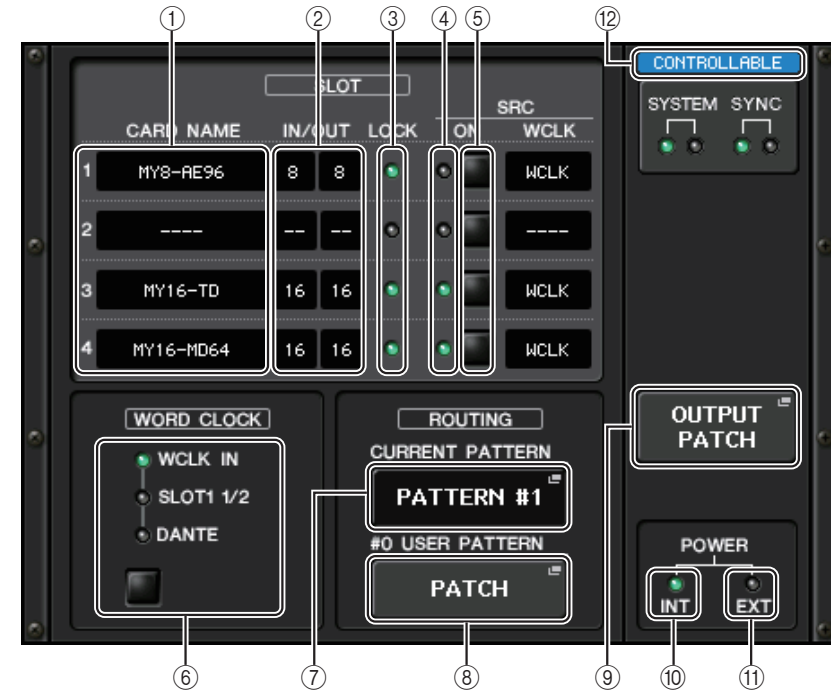 ① ② ③ ④ ⑤ ⑫
SLOT
CONTROLLABLE
SRC
SYSTEM SYNC
CARD NAME IN/OUT LOCK ON WCLK
1 MY8-AE96 8 8 WCLK
2 ---- -- -- ----
3 MY16-TD 16 16 WCLK
4 MY16-MD64 16 16 WCLK
WORD CLOCK
WCLK IN
SLOT1 1/2
DANTE
ROUTING
CURRENT PATTERN
PATTERN #1
#0 USER PATTERN
PATCH
OUTPUT
PATCH
POWER
INT EXT
⑥ ⑦ ⑧ ⑨ ⑩ ⑪